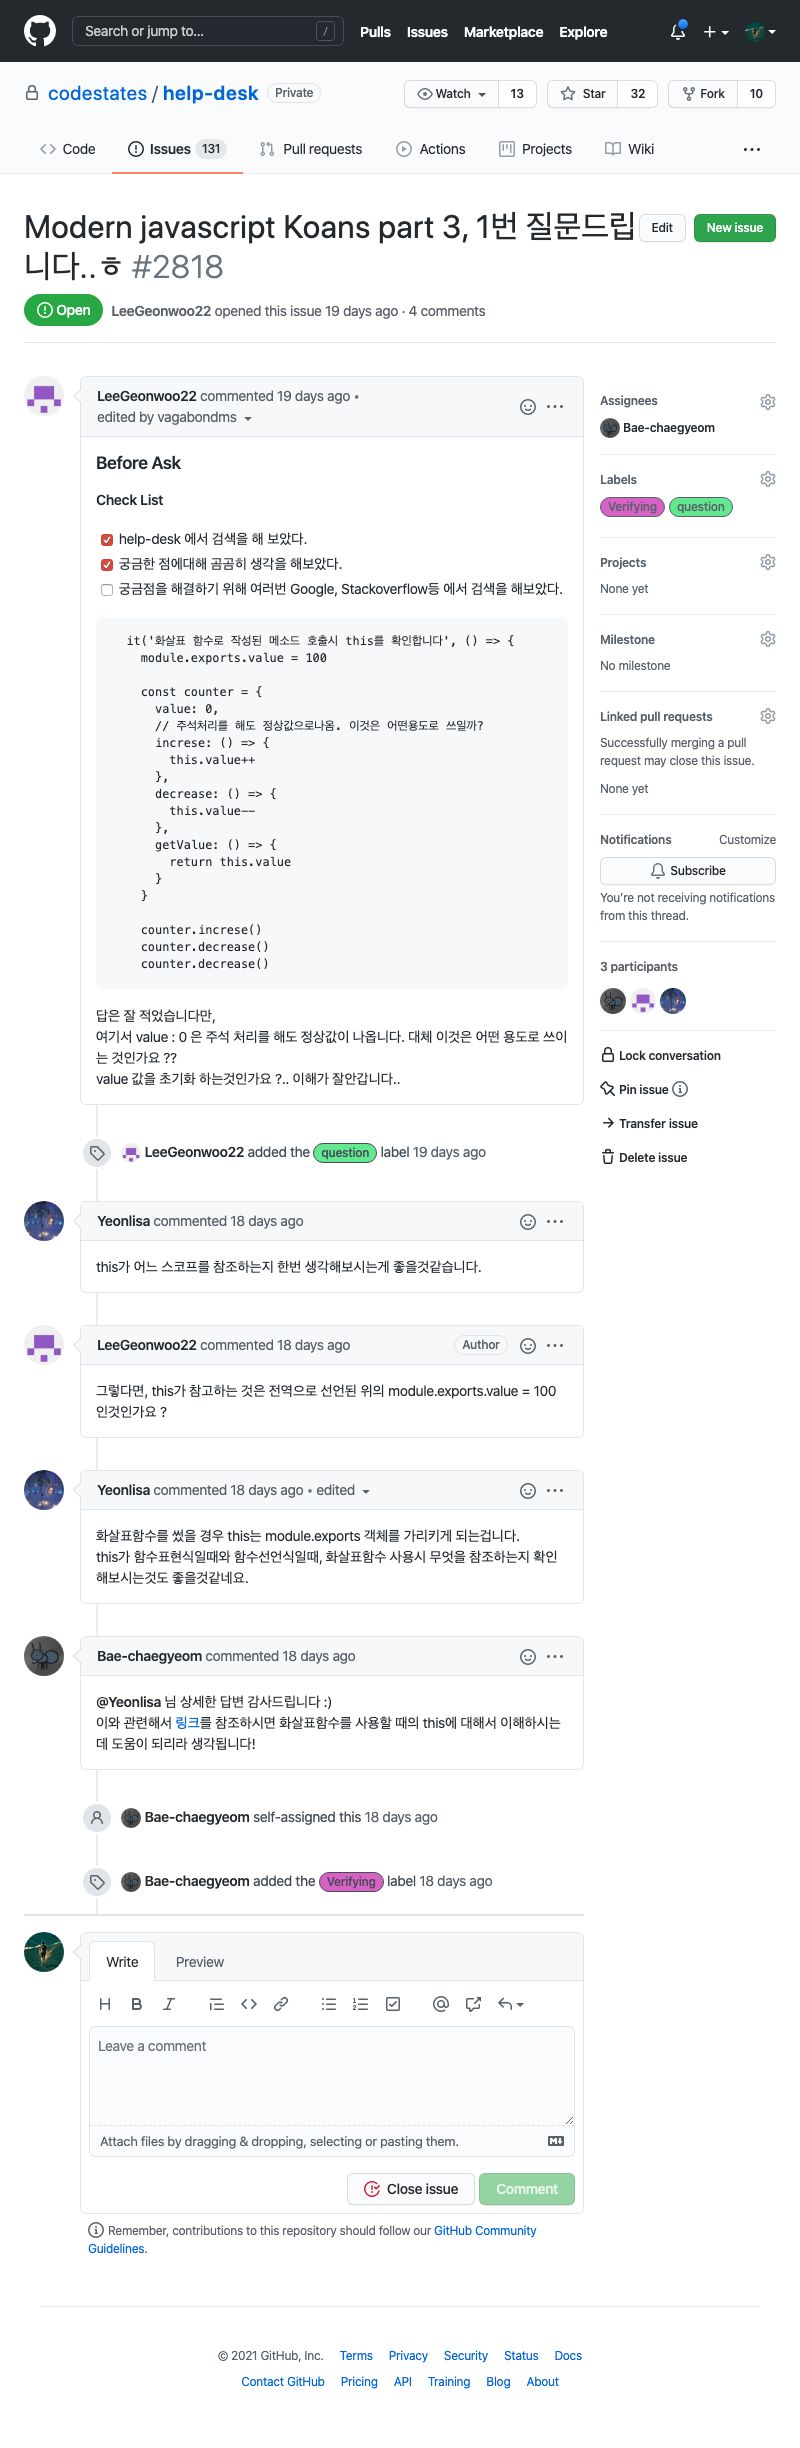 Search or jump to...
/
Pulls
Issues
Marketplace
Explore
codestates / help-desk
Private
Watch
13
Star
32
Fork
10
Code
Issues 131
Pull requests
Actions
Projects
Wiki
Modern javascript Koans part 3, 1번 질문드립
니다..ㅎ #2818
Edit
New issue
Open
LeeGeonwoo22 opened this issue 19 days ago · 4 comments
LeeGeonwoo22 commented 19 days ago •
edited by vagabondms
Before Ask
Check List
help-desk 에서 검색을 해 보았다.
궁금한 점에대해 곰곰히 생각을 해보았다.
궁금점을 해결하기 위해 여러번 Google, Stackoverflow등 에서 검색을 해보았다.
it('화살표 함수로 작성된 메소드 호출시 this를 확인합니다', () => {
module.exports.value = 100
const counter = {
value: 0,
// 주석처리를 해도 정상값으로나옴. 이것은 어떤용도로 쓰일까?
increse: () => {
this.value++
},
decrease: () => {
this.value--
},
getValue: () => {
return this.value
}
}
counter.increse()
counter.decrease()
counter.decrease()
답은 잘 적었습니다만,
여기서 value : 0 은 주석 처리를 해도 정상값이 나옵니다. 대체 이것은 어떤 용도로 쓰이
는 것인가요 ??
value 값을 초기화 하는것인가요 ?.. 이해가 잘안갑니다..
LeeGeonwoo22 added the question label 19 days ago
Yeonlisa commented 18 days ago
this가 어느 스코프를 참조하는지 한번 생각해보시는게 좋을것같습니다.
LeeGeonwoo22 commented 18 days ago
Author
그렇다면, this가 참고하는 것은 전역으로 선언된 위의 module.exports.value = 100
인것인가요 ?
Yeonlisa commented 18 days ago • edited
화살표함수를 썼을 경우 this는 module.exports 객체를 가리키게 되는겁니다.
this가 함수표현식일때와 함수선언식일때, 화살표함수 사용시 무엇을 참조하는지 확인
해보시는것도 좋을것같네요.
Bae-chaegyeom commented 18 days ago
@Yeonlisa 님 상세한 답변 감사드립니다 :)
이와 관련해서 링크를 참조하시면 화살표함수를 사용할 때의 this에 대해서 이해하시는
데 도움이 되리라 생각됩니다!
Bae-chaegyeom self-assigned this 18 days ago
Bae-chaegyeom added the Verifying label 18 days ago
Assignees
Bae-chaegyeom
Labels
Verifying question
Projects
None yet
Milestone
No milestone
Linked pull requests
Successfully merging a pull
request may close this issue.
None yet
Notifications
Customize
Subscribe
You're not receiving notifications
from this thread.
3 participants
Lock conversation
Pin issue
Transfer issue
Delete issue
Write
Preview
H B I
Leave a comment
Attach files by dragging & dropping, selecting or pasting them.
Close issue
Comment
Remember, contributions to this repository should follow our GitHub Community
Guidelines.
© 2021 GitHub, Inc. Terms Privacy Security Status Docs
Contact GitHub Pricing API Training Blog About